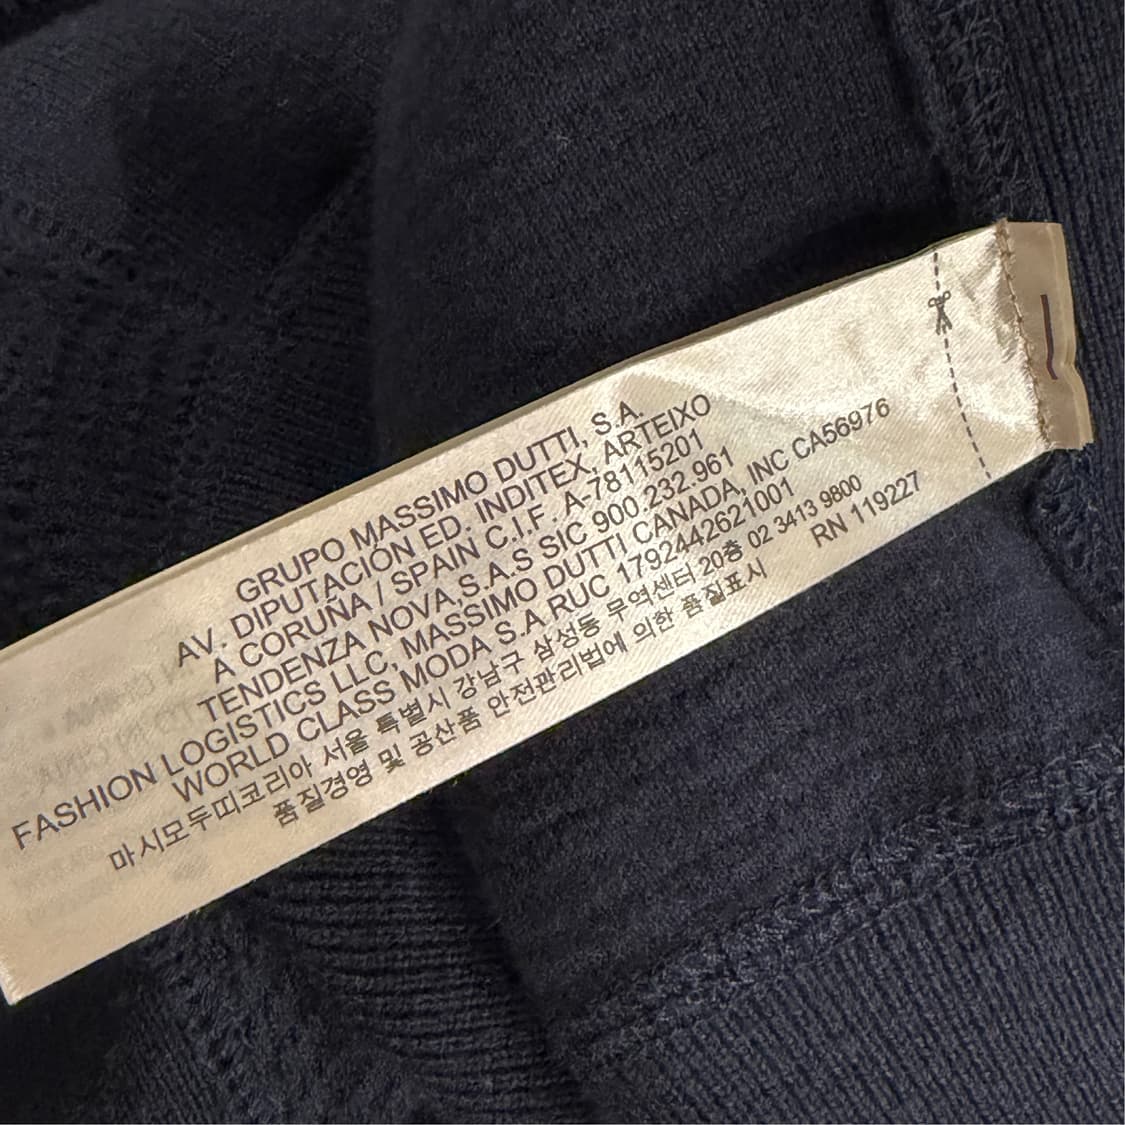 GRUPO MASSIMO DUTTI, S.A.
AV. DIPUTACION ED. INDITEX, ARTEIXO
A CORUNA / SPAIN C.I.F. A-78115201
TENDENZA NOVA,S.A.S SIC 900.232.961
FASHION LOGISTICS LLC, MASSIMO DUTTI CANADA, INC CA56976
WORLD CLASS MODA S.A RUC 1792442621001
마시모두띠코리아 서울 특별시 강남구 삼성동 무역센터 20층 02 3413 9800
품질경영 및 공산품 안전관리법에 의한 품질표시
RN 119227